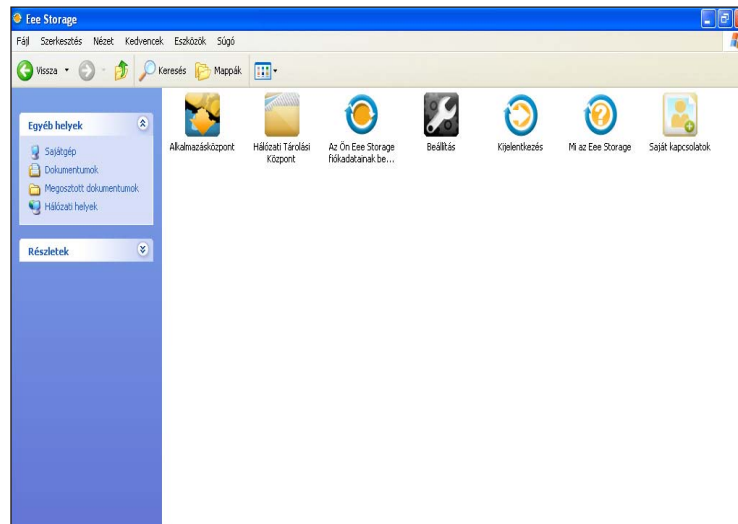 Eee Storage
Fájl Szerkesztés Nézet Kedvencek Eszközök Súgó
Vissza Keresés Mappák
Egyéb helyek
Sajátgép
Dokumentumok
Megosztott dokumentumok
Hálózati helyek
Részletek
Alkalmazásközpont
Hálózati Tárolási
Központ
Az Ön Eee Storage
fiókadatainak be...
Beállítás
Kijelentkezés
Mi az Eee Storage
Saját kapcsolatok